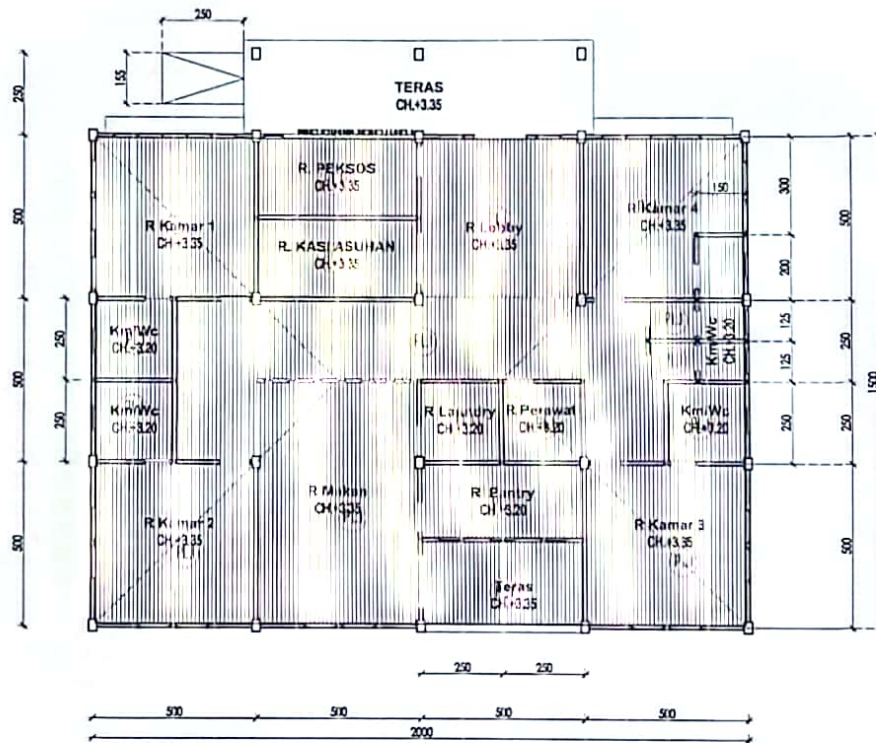 250
155
250
TERAS
CH.+3.35
R. PEKSOS
CH.+3.35
R Kamar 1
CH.+3.35
R. KASI ASUHAN
CH.+3.35
R Lobby
CH.+3.35
R Kamar 4
CH.+3.35
150
300
500
500
200
Km/Wc
CH.+3.20
250
500
250
Km/Wc
CH.+3.20
Km/Wc
CH.+3.20
125
250
125
500
1500
R Laundry
CH.+3.20
R Perawat
CH.+3.20
Km/Wc
CH.+3.20
250
250
R Kamar 2
CH.+3.35
R Makan
CH.+3.35
R Pantry
CH.+3.20
R Kamar 3
CH.+3.35
500
500
Teras
CH.+3.35
250
250
500
500
500
500
2000